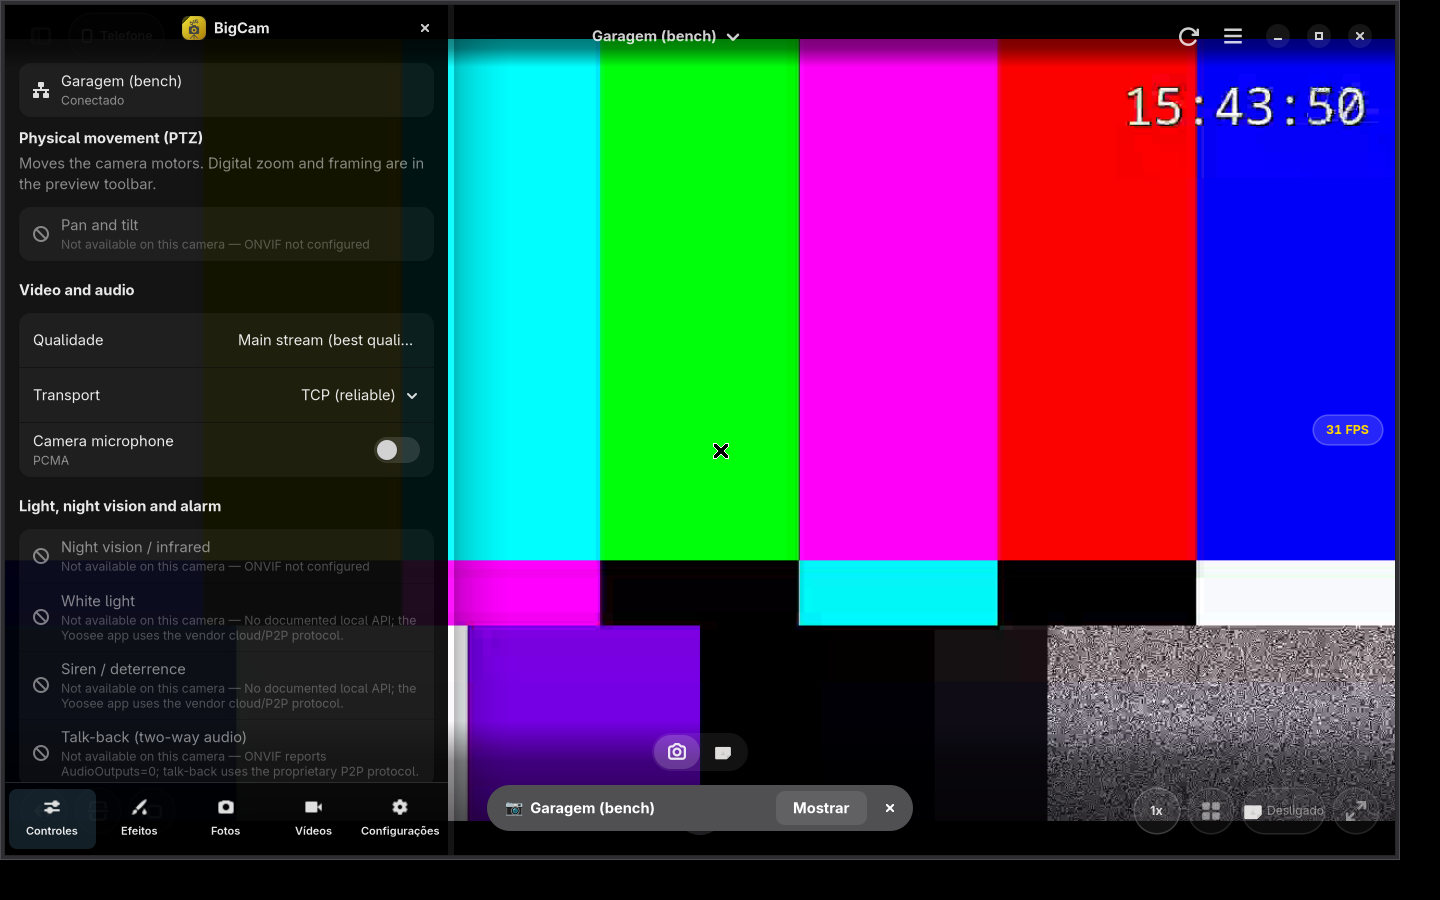 Telefone
BigCam
Garagem (bench)
Garagem (bench)
Conectado
15:43:50
Physical movement (PTZ)
Moves the camera motors. Digital zoom and framing are in
the preview toolbar.
Pan and tilt
Not available on this camera — ONVIF not configured
Video and audio
Qualidade
Main stream (best quali...
Transport
TCP (reliable)
Camera microphone
PCMA
31 FPS
Light, night vision and alarm
Night vision / infrared
Not available on this camera — ONVIF not configured
White light
Not available on this camera — No documented local API; the
Yoosee app uses the vendor cloud/P2P protocol.
Siren / deterrence
Not available on this camera — No documented local API; the
Yoosee app uses the vendor cloud/P2P protocol.
Talk-back (two-way audio)
Not available on this camera — ONVIF reports
AudioOutputs=0; talk-back uses the proprietary P2P protocol.
Garagem (bench)
Mostrar
1x
Desligado
Controles
Efeitos
Fotos
Vídeos
Configurações